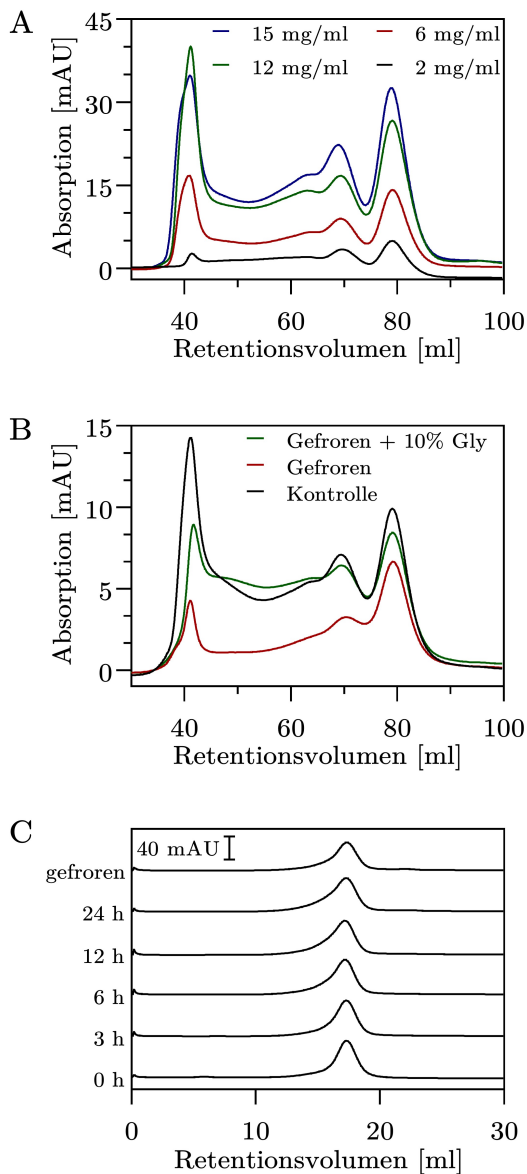 A
45
15 mg/ml
6 mg/ml
12 mg/ml
2 mg/ml
30
15
0
Absorption [mAU]
40 60 80 100
Retentionsvolumen [ml]
B
15
Gefroren + 10% Gly
Gefroren
Kontrolle
10
5
0
Absorption [mAU]
40 60 80 100
Retentionsvolumen [ml]
C
40 mAU
gefroren
24 h
12 h
6 h
3 h
0 h
0 10 20 30
Retentionsvolumen [ml]